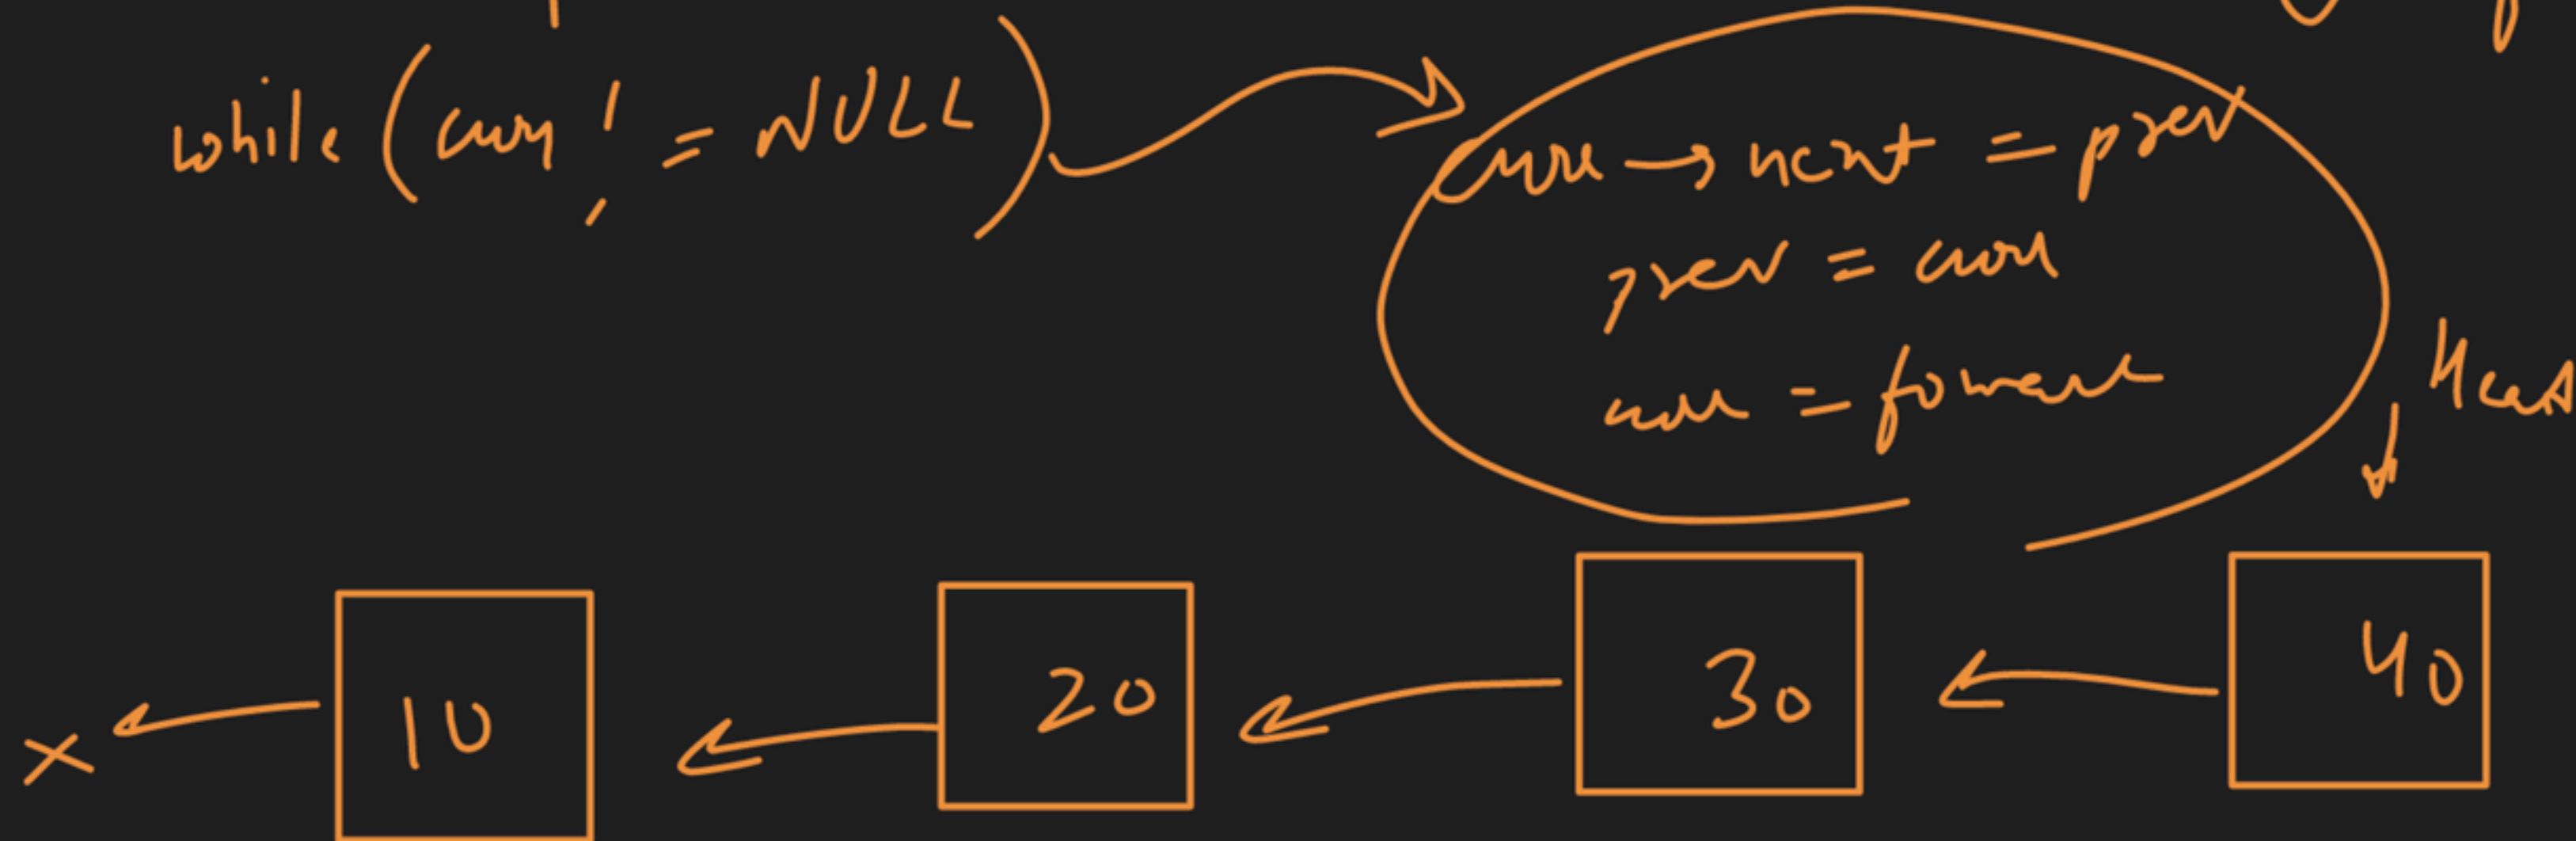 while (curr != NULL)
curr → next = prev
prev = curr
curr = forward
Head
10 20 30 40
X